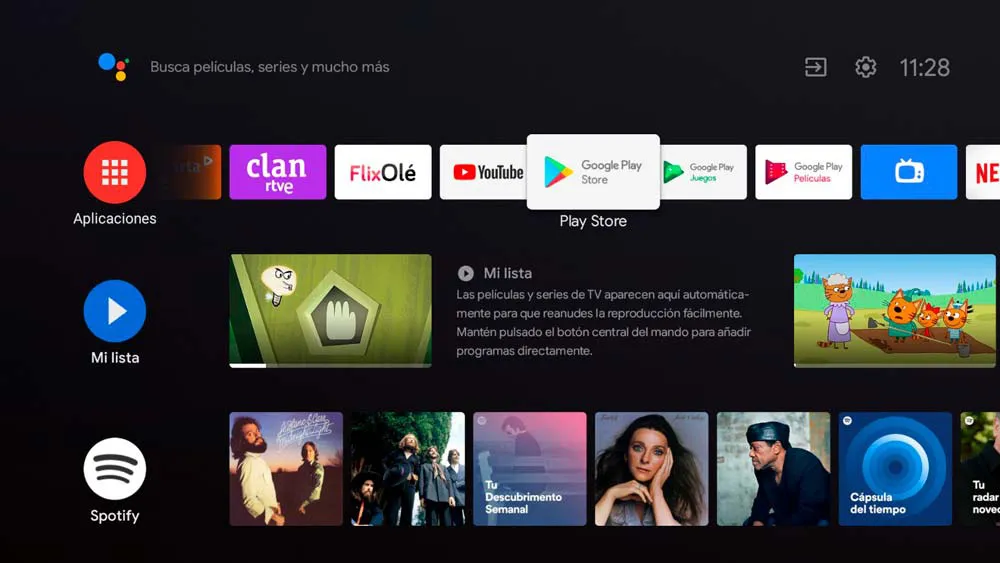 Busca películas, series y mucho más
11:28
clan
rtve
FlixOlé
YouTube
Google Play
Store
Google Play
Juegos
Google Play
Películas
NE
Aplicaciones
Play Store
Mi lista
Las películas y series de TV aparecen aquí automática-
mente para que reanudes la reproducción fácilmente.
Mantén pulsado el botón central del mando para añadir
programas directamente.
Mi lista
Tu
Descubrimiento
Semanal
Cápsula
del tiempo
Tu
radar
Spotify